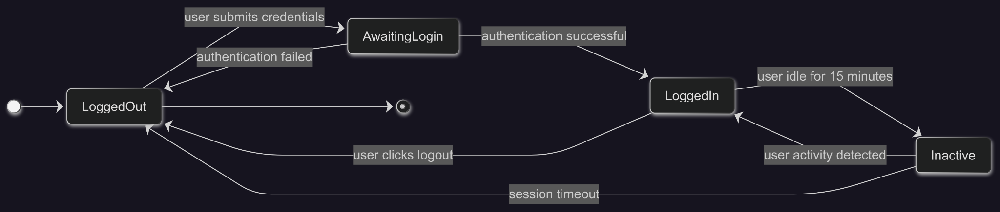 user submits credentials
AwaitingLogin
authentication successful
authentication failed
user idle for 15 minutes
LoggedIn
LoggedOut
user clicks logout
user activity detected
Inactive
session timeout